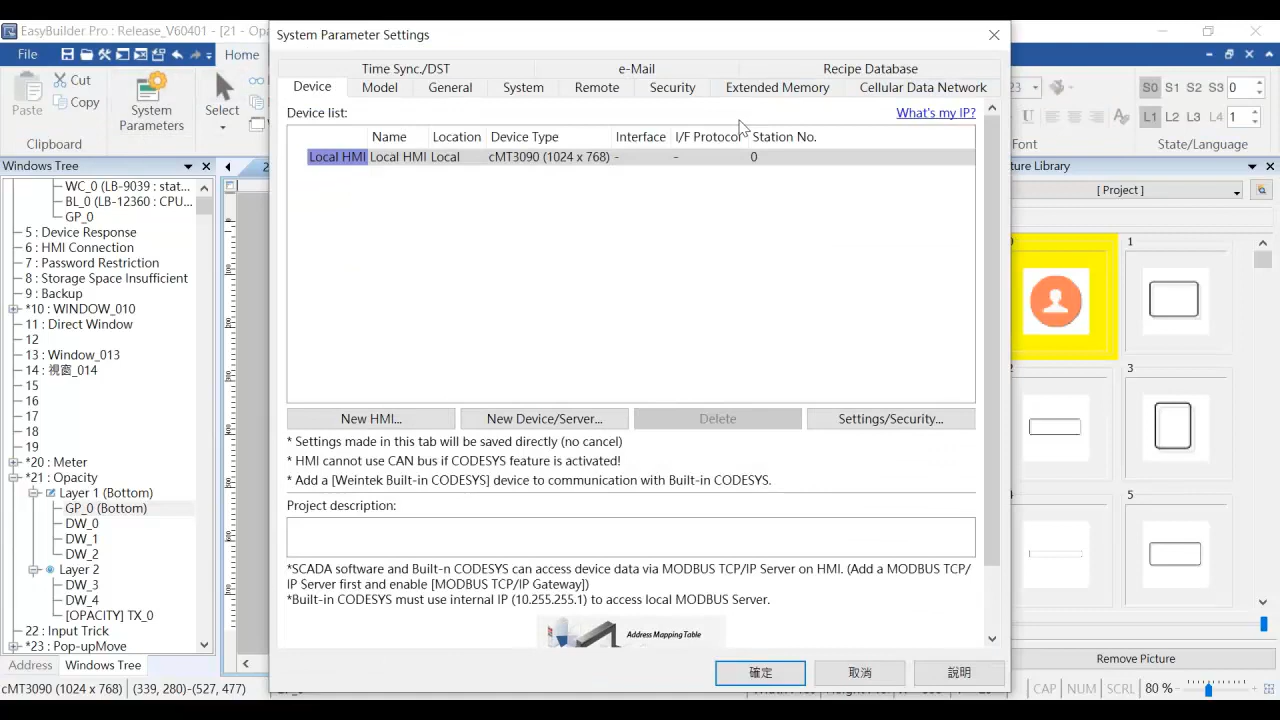 EasyBuilder Pro : Release_V60401 - [21 - Opa
System Parameter Settings
File
Home
Time Sync./DST
e-Mail
Recipe Database
Device
Model
General
System
Remote
Security
Extended Memory
Cellular Data Network
Paste
Cut
Copy
Clipboard
System
Parameters
Select
23
S0 S1 S2 S3 0
L1 L2 L3 L4 1
Font
State/Language
Device list:
What's my IP?
Name Location Device Type Interface I/F Protocol Station No.
Local HMI Local HMI Local cMT3090 (1024 x 768) - - 0
Windows Tree
WC_0 (LB-9039 : stat...
BL_0 (LB-12360 : CPU...
GP_0
5 : Device Response
6 : HMI Connection
7 : Password Restriction
8 : Storage Space Insufficient
9 : Backup
*10 : WINDOW_010
11 : Direct Window
12
13 : Window_013
14 : 視窗_014
15
16
17
18
19
*20 : Meter
*21 : Opacity
Layer 1 (Bottom)
GP_0 (Bottom)
DW_0
DW_1
DW_2
Layer 2
DW_3
DW_4
[OPACITY] TX_0
22 : Input Trick
*23 : Pop-upMove
Address
Windows Tree
New HMI...
New Device/Server...
Delete
Settings/Security...
* Settings made in this tab will be saved directly (no cancel)
* HMI cannot use CAN bus if CODESYS feature is activated!
* Add a [Weintek Built-in CODESYS] device to communication with Built-in CODESYS.
Project description:
*SCADA software and Built-n CODESYS can access device data via MODBUS TCP/IP Server on HMI. (Add a MODBUS TCP/
IP Server first and enable [MODBUS TCP/IP Gateway])
*Built-in CODESYS must use internal IP (10.255.255.1) to access local MODBUS Server.
Address Mapping Table
確定
取消
說明
ture Library
[ Project ]
1
2
3
4
5
Remove Picture
cMT3090 (1024 x 768)
(339, 280)-(527, 477)
CAP NUM SCRL 80 %